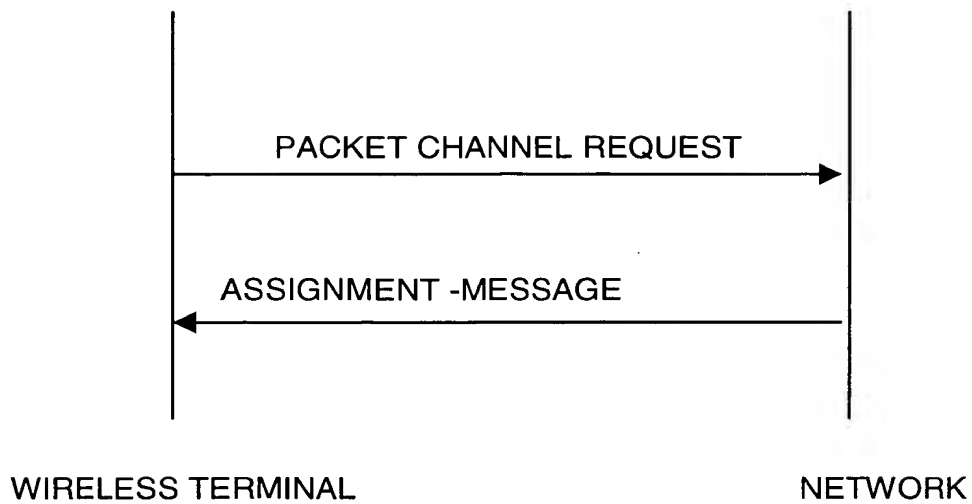 PACKET CHANNEL REQUEST
ASSIGNMENT -MESSAGE
WIRELESS TERMINAL NETWORK